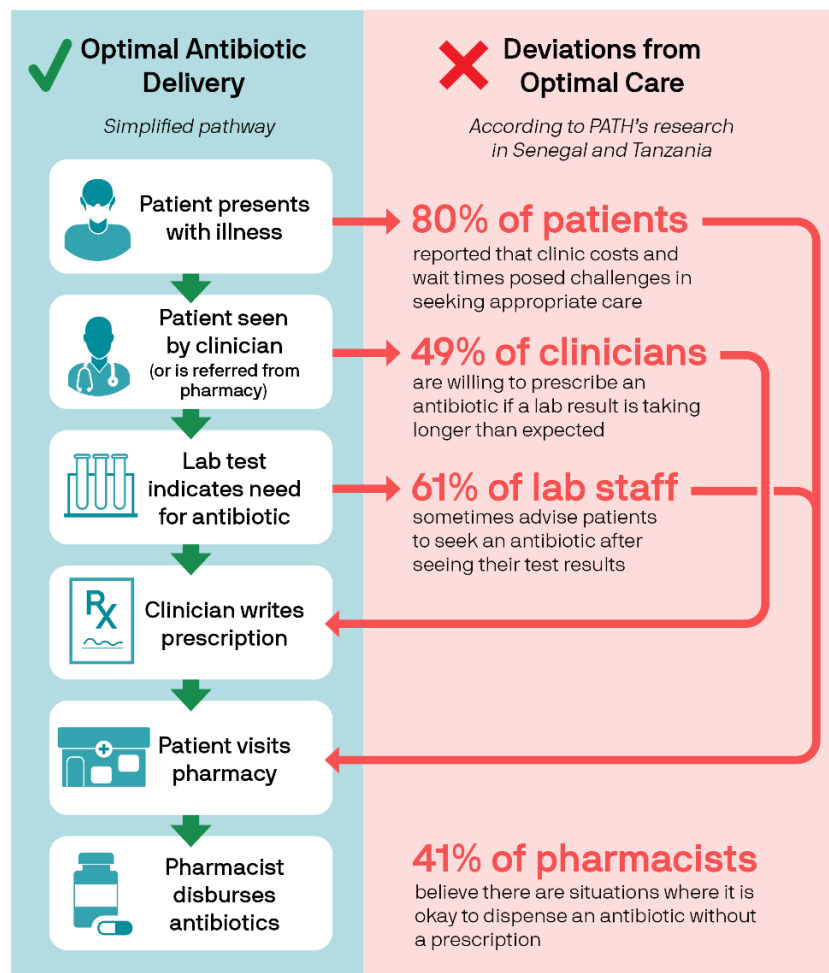 Optimal Antibiotic
Delivery
Simplified pathway
Patient presents
with illness
Patient seen
by clinician
(or is referred from
pharmacy)
Lab test
indicates need
for antibiotic
Rx
Clinician writes
prescription
Patient visits
pharmacy
Pharmacist
disburses
antibiotics
Deviations from
Optimal Care
According to PATH's research
in Senegal and Tanzania
80% of patients
reported that clinic costs and
wait times posed challenges in
seeking appropriate care
49% of clinicians
are willing to prescribe an
antibiotic if a lab result is taking
longer than expected
61% of lab staff
sometimes advise patients
to seek an antibiotic after
seeing their test results
41% of pharmacists
believe there are situations where it is
okay to dispense an antibiotic without
a prescription